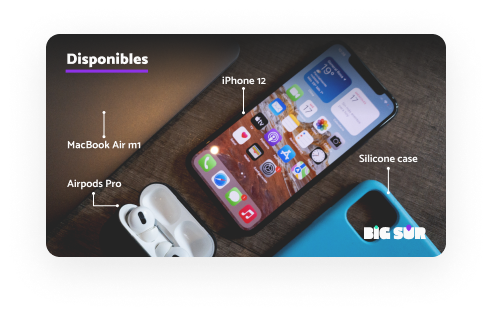 Disponibles
iPhone 12
MacBook Air m1
Silicone case
Airpods Pro
BIG SUR